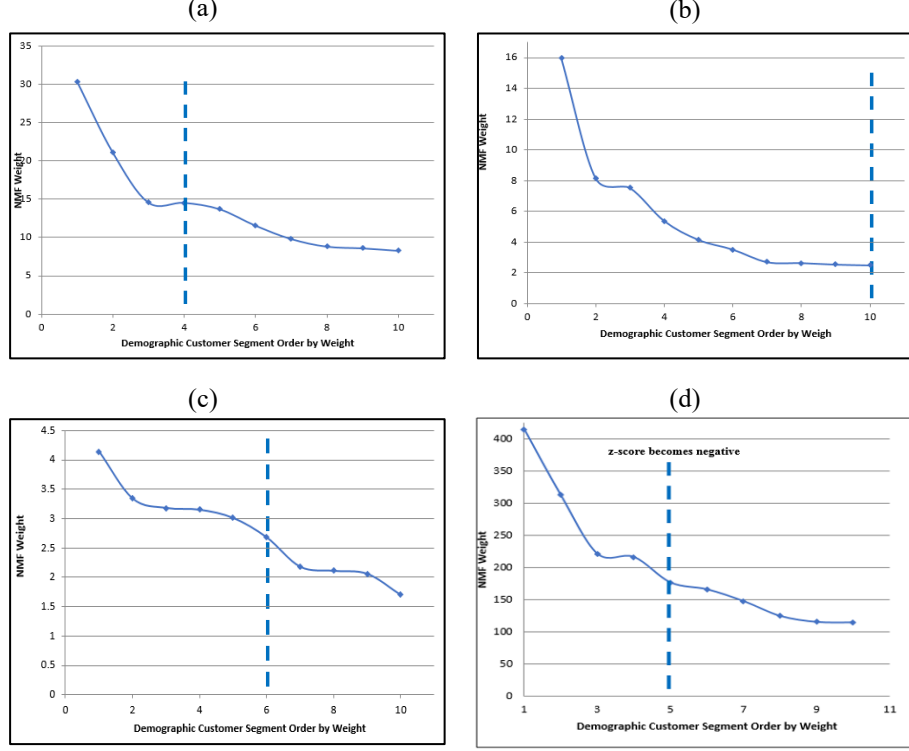 (a)
35
30
25
20
15
10
5
0
0 2 4 6 8 10
NMF Weight
Demographic Customer Segment Order by Weight
(b)
16
14
12
10
8
6
4
2
0
0 2 4 6 8 10
NMF Weight
Demographic Customer Segment Order by Weight
(c)
4.5
4
3.5
3
2.5
2
1.5
1
0.5
0
0 2 4 6 8 10
NMF Weight
Demographic Customer Segment Order by Weight
(d)
z-score becomes negative
400
350
300
250
200
150
100
50
0
1 3 5 7 9 11
NMF Weight
Demographic Customer Segment Order by Weight